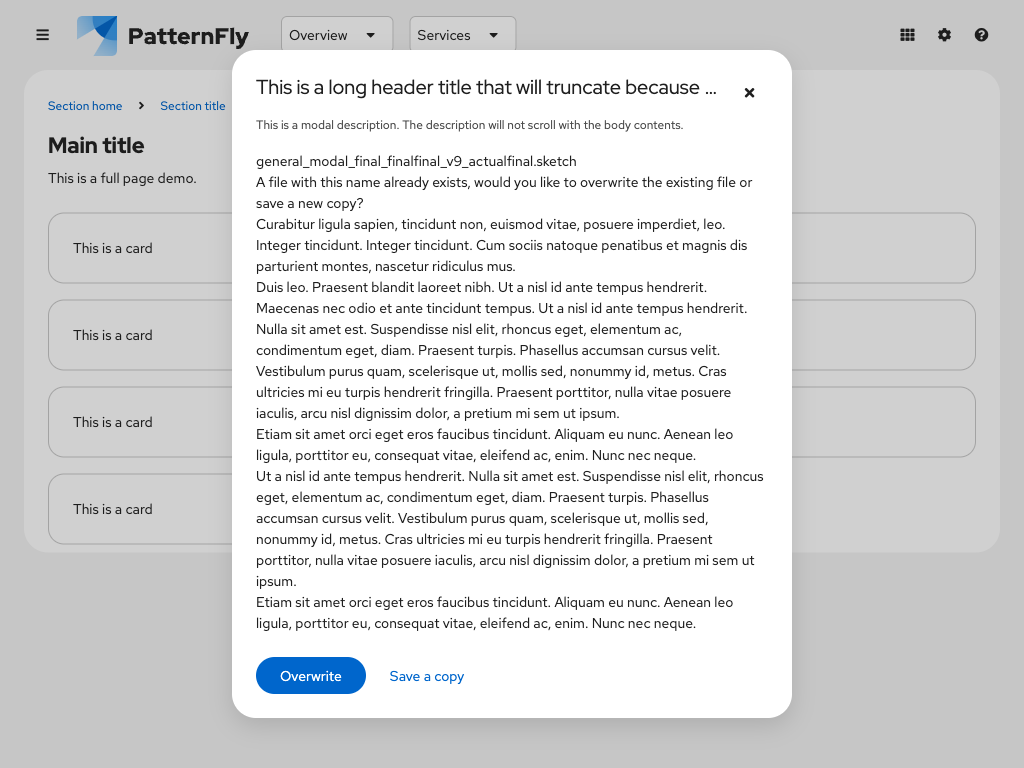 PatternFly
Overview
Services
Section home
Section title
Main title
This is a full page demo.
This is a card
This is a card
This is a card
This is a card
This is a long header title that will truncate because ...
This is a modal description. The description will not scroll with the body contents.
general_modal_final_finalfinal_v9_actualfinal.sketch
A file with this name already exists, would you like to overwrite the existing file or
save a new copy?
Curabitur ligula sapien, tincidunt non, euismod vitae, posuere imperdiet, leo.
Integer tincidunt. Integer tincidunt. Cum sociis natoque penatibus et magnis dis
parturient montes, nascetur ridiculus mus.
Duis leo. Praesent blandit laoreet nibh. Ut a nisl id ante tempus hendrerit.
Maecenas nec odio et ante tincidunt tempus. Ut a nisl id ante tempus hendrerit.
Nulla sit amet est. Suspendisse nisl elit, rhoncus eget, elementum ac,
condimentum eget, diam. Praesent turpis. Phasellus accumsan cursus velit.
Vestibulum purus quam, scelerisque ut, mollis sed, nonummy id, metus. Cras
ultricies mi eu turpis hendrerit fringilla. Praesent porttitor, nulla vitae posuere
iaculis, arcu nisl dignissim dolor, a pretium mi sem ut ipsum.
Etiam sit amet orci eget eros faucibus tincidunt. Aliquam eu nunc. Aenean leo
ligula, porttitor eu, consequat vitae, eleifend ac, enim. Nunc nec neque.
Ut a nisl id ante tempus hendrerit. Nulla sit amet est. Suspendisse nisl elit, rhoncus
eget, elementum ac, condimentum eget, diam. Praesent turpis. Phasellus
accumsan cursus velit. Vestibulum purus quam, scelerisque ut, mollis sed,
nonummy id, metus. Cras ultricies mi eu turpis hendrerit fringilla. Praesent
porttitor, nulla vitae posuere iaculis, arcu nisl dignissim dolor, a pretium mi sem ut
ipsum.
Etiam sit amet orci eget eros faucibus tincidunt. Aliquam eu nunc. Aenean leo
ligula, porttitor eu, consequat vitae, eleifend ac, enim. Nunc nec neque.
Overwrite
Save a copy